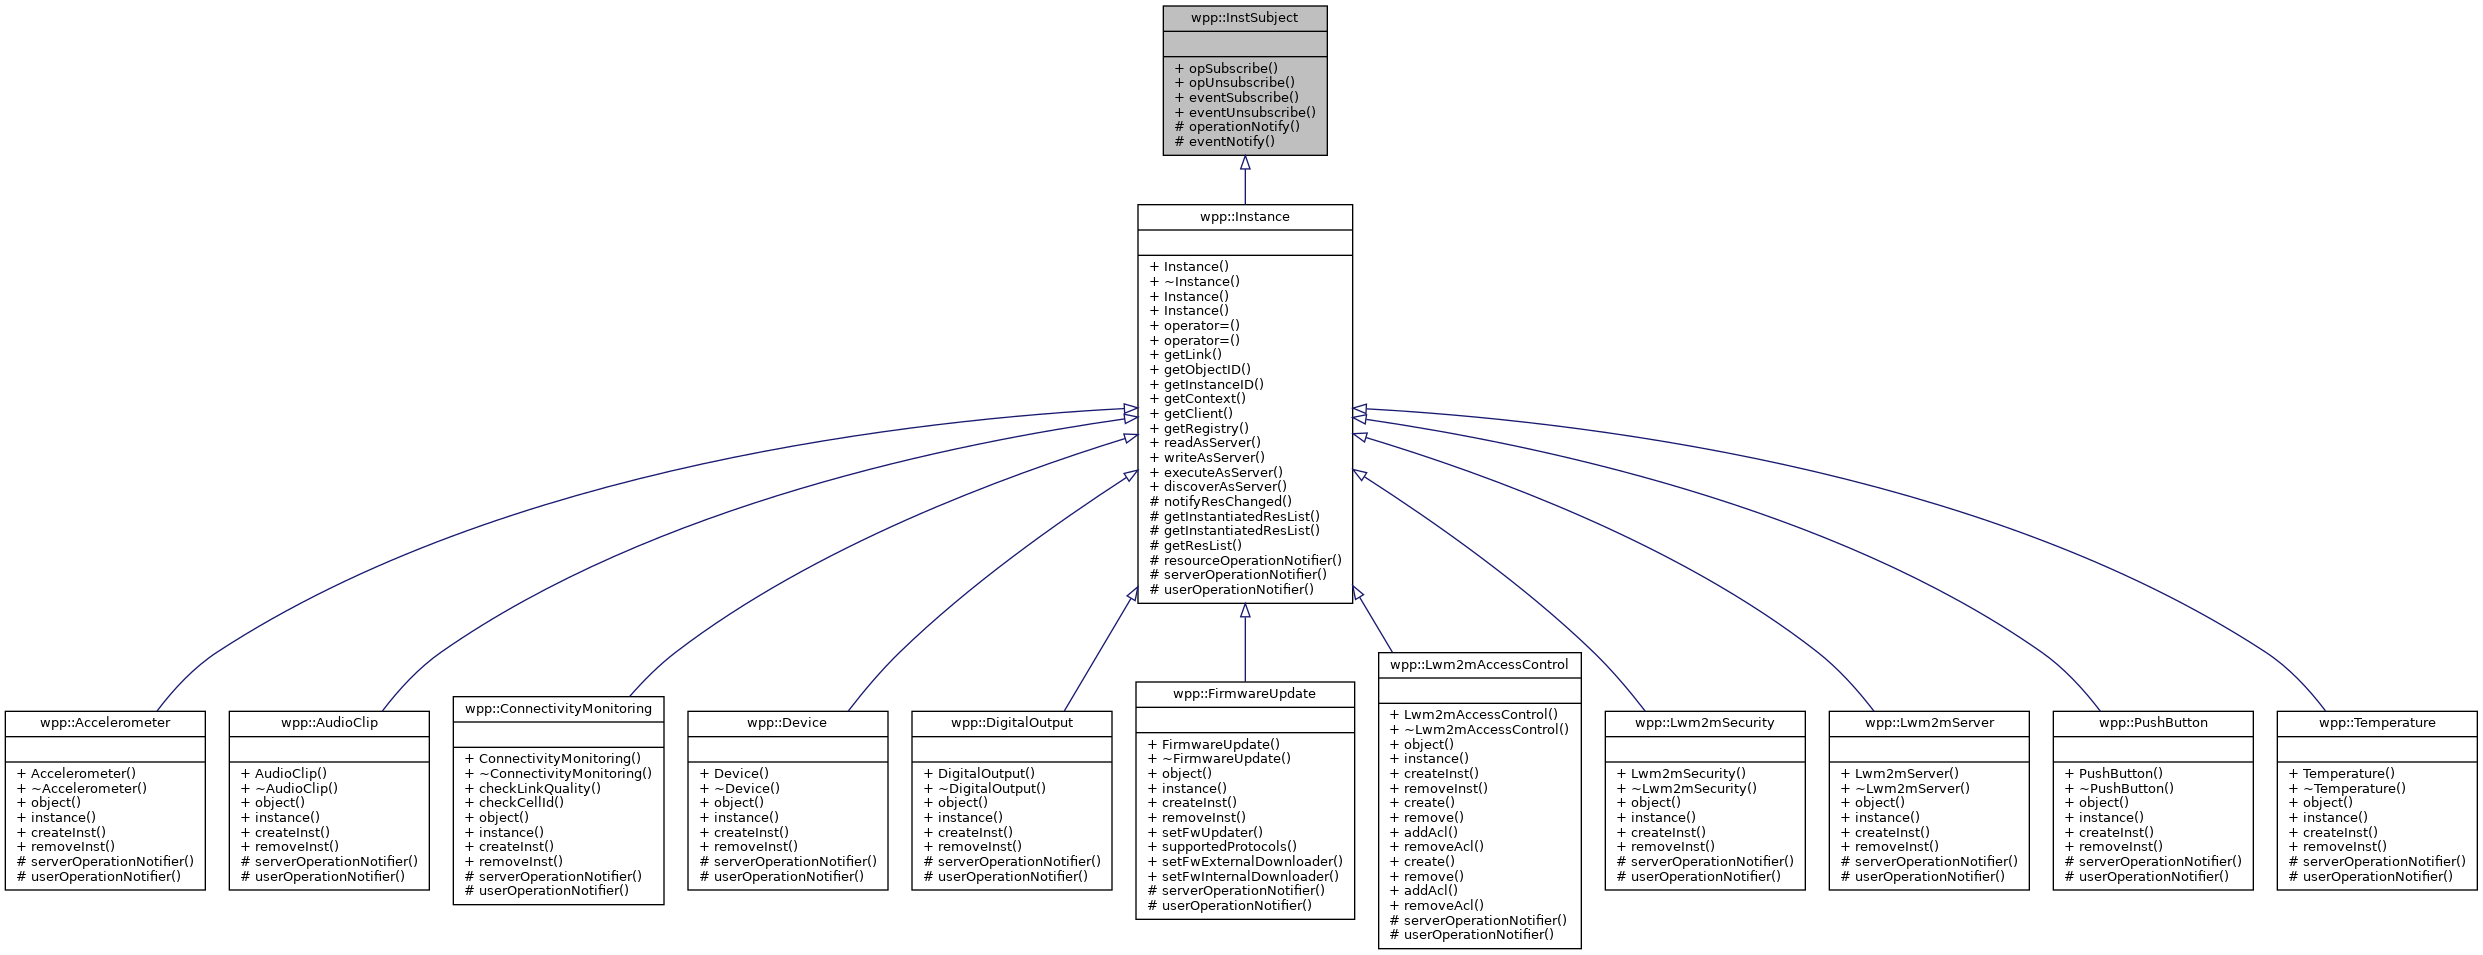 wpp::InstSubject
+ opSubscribe()
+ opUnsubscribe()
+ eventSubscribe()
+ eventUnsubscribe()
# operationNotify()
# eventNotify()
wpp::Instance
+ Instance()
+ ~Instance()
+ Instance()
+ Instance()
+ operator=()
+ operator=()
+ getLink()
+ getObjectID()
+ getInstanceID()
+ getContext()
+ getClient()
+ getRegistry()
+ readAsServer()
+ writeAsServer()
+ executeAsServer()
+ discoverAsServer()
# notifyResChanged()
# getInstantiatedResList()
# getInstantiatedResList()
# getResList()
# resourceOperationNotifier()
# serverOperationNotifier()
# userOperationNotifier()
wpp::Accelerometer
+ Accelerometer()
+ ~Accelerometer()
+ object()
+ instance()
+ createInst()
+ removeInst()
# serverOperationNotifier()
# userOperationNotifier()
wpp::AudioClip
+ AudioClip()
+ ~AudioClip()
+ object()
+ instance()
+ createInst()
+ removeInst()
# serverOperationNotifier()
# userOperationNotifier()
wpp::ConnectivityMonitoring
+ ConnectivityMonitoring()
+ ~ConnectivityMonitoring()
+ checkLinkQuality()
+ checkCellId()
+ object()
+ instance()
+ createInst()
+ removeInst()
# serverOperationNotifier()
# userOperationNotifier()
wpp::Device
+ Device()
+ ~Device()
+ object()
+ instance()
+ createInst()
+ removeInst()
# serverOperationNotifier()
# userOperationNotifier()
wpp::DigitalOutput
+ DigitalOutput()
+ ~DigitalOutput()
+ object()
+ instance()
+ createInst()
+ removeInst()
# serverOperationNotifier()
# userOperationNotifier()
wpp::FirmwareUpdate
+ FirmwareUpdate()
+ ~FirmwareUpdate()
+ object()
+ instance()
+ createInst()
+ removeInst()
+ setFwUpdater()
+ supportedProtocols()
+ setFwExternalDownloader()
+ setFwInternalDownloader()
# serverOperationNotifier()
# userOperationNotifier()
wpp::Lwm2mAccessControl
+ Lwm2mAccessControl()
+ ~Lwm2mAccessControl()
+ object()
+ instance()
+ createInst()
+ removeInst()
+ create()
+ remove()
+ addAcl()
+ removeAcl()
+ create()
+ remove()
+ addAcl()
+ removeAcl()
# serverOperationNotifier()
# userOperationNotifier()
wpp::Lwm2mSecurity
+ Lwm2mSecurity()
+ ~Lwm2mSecurity()
+ object()
+ instance()
+ createInst()
+ removeInst()
# serverOperationNotifier()
# userOperationNotifier()
wpp::Lwm2mServer
+ Lwm2mServer()
+ ~Lwm2mServer()
+ object()
+ instance()
+ createInst()
+ removeInst()
# serverOperationNotifier()
# userOperationNotifier()
wpp::PushButton
+ PushButton()
+ ~PushButton()
+ object()
+ instance()
+ createInst()
+ removeInst()
# serverOperationNotifier()
# userOperationNotifier()
wpp::Temperature
+ Temperature()
+ ~Temperature()
+ object()
+ instance()
+ createInst()
+ removeInst()
# serverOperationNotifier()
# userOperationNotifier()